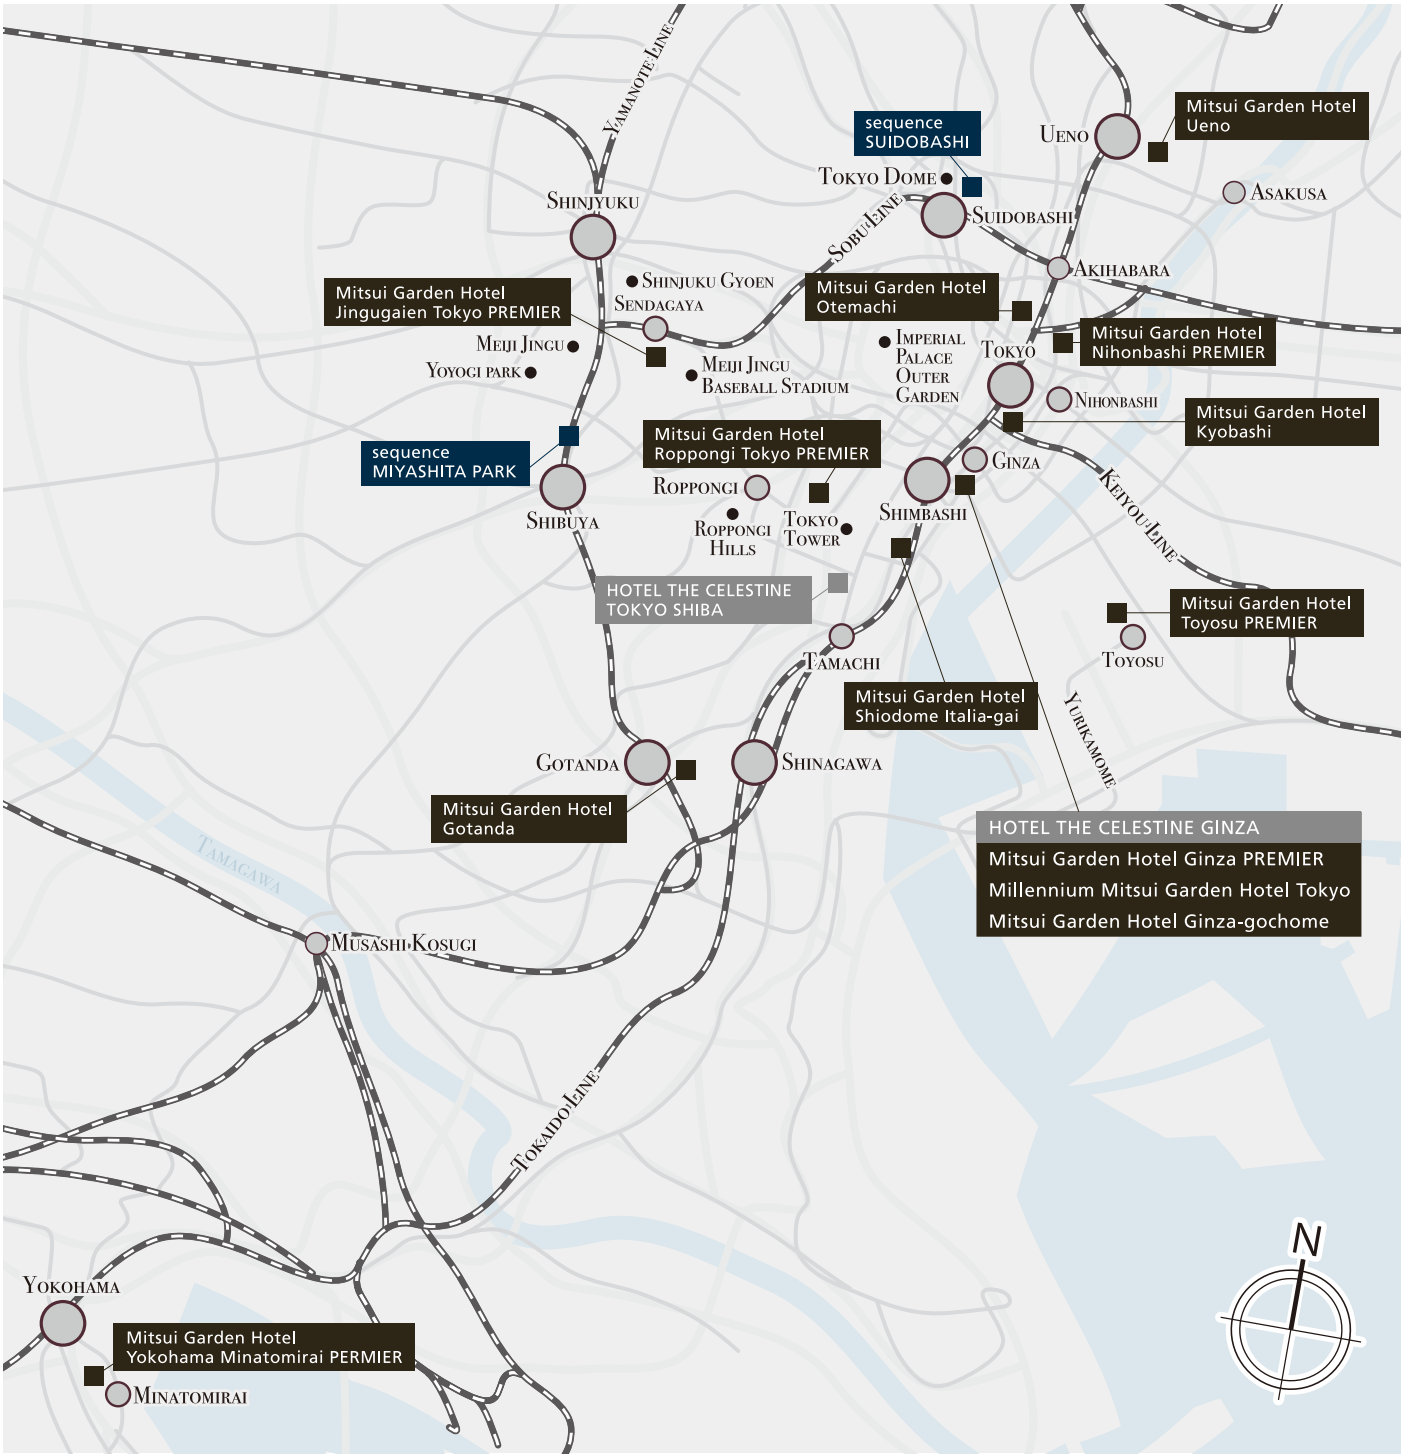 YAMANOTE LINE
Mitsui Garden Hotel
Ueno
UENO
sequence
SUIDOBASHI
TOKYO DOME
ASAKUSA
SHINJYUKU
SUIDOBASHI
SOBU LINE
AKIHABARA
SHINJUKU GYOEN
Mitsui Garden Hotel
Jingugaien Tokyo PREMIER
SENDAGAYA
Mitsui Garden Hotel
Otemachi
MEIJI JINGU
IMPERIAL
PALACE
OUTER
GARDEN
TOKYO
Mitsui Garden Hotel
Nihonbashi PREMIER
YOYOGI PARK
MEIJI JINGU
BASEBALL STADIUM
NIHONBASHI
Mitsui Garden Hotel
Kyobashi
sequence
MIYASHITA PARK
Mitsui Garden Hotel
Roppongi Tokyo PREMIER
GINZA
ROPPONGI
KEIYOU LINE
SHIBUYA
ROPPONGI
HILLS
TOKYO
TOWER
SHIMBASHI
HOTEL THE CELESTINE
TOKYO SHIBA
Mitsui Garden Hotel
Toyosu PREMIER
TAMACHI
TOYOSU
Mitsui Garden Hotel
Shiodome Italia-gai
YURIKAMOME
GOTANDA
SHINAGAWA
Mitsui Garden Hotel
Gotanda
HOTEL THE CELESTINE GINZA
Mitsui Garden Hotel Ginza PREMIER
Millennium Mitsui Garden Hotel Tokyo
Mitsui Garden Hotel Ginza-gochome
TAMAGAWA
MUSASHI-KOSUGI
TOKAIDO LINE
N
YOKOHAMA
Mitsui Garden Hotel
Yokohama Minatomirai PERMIER
MINATOMIRAI